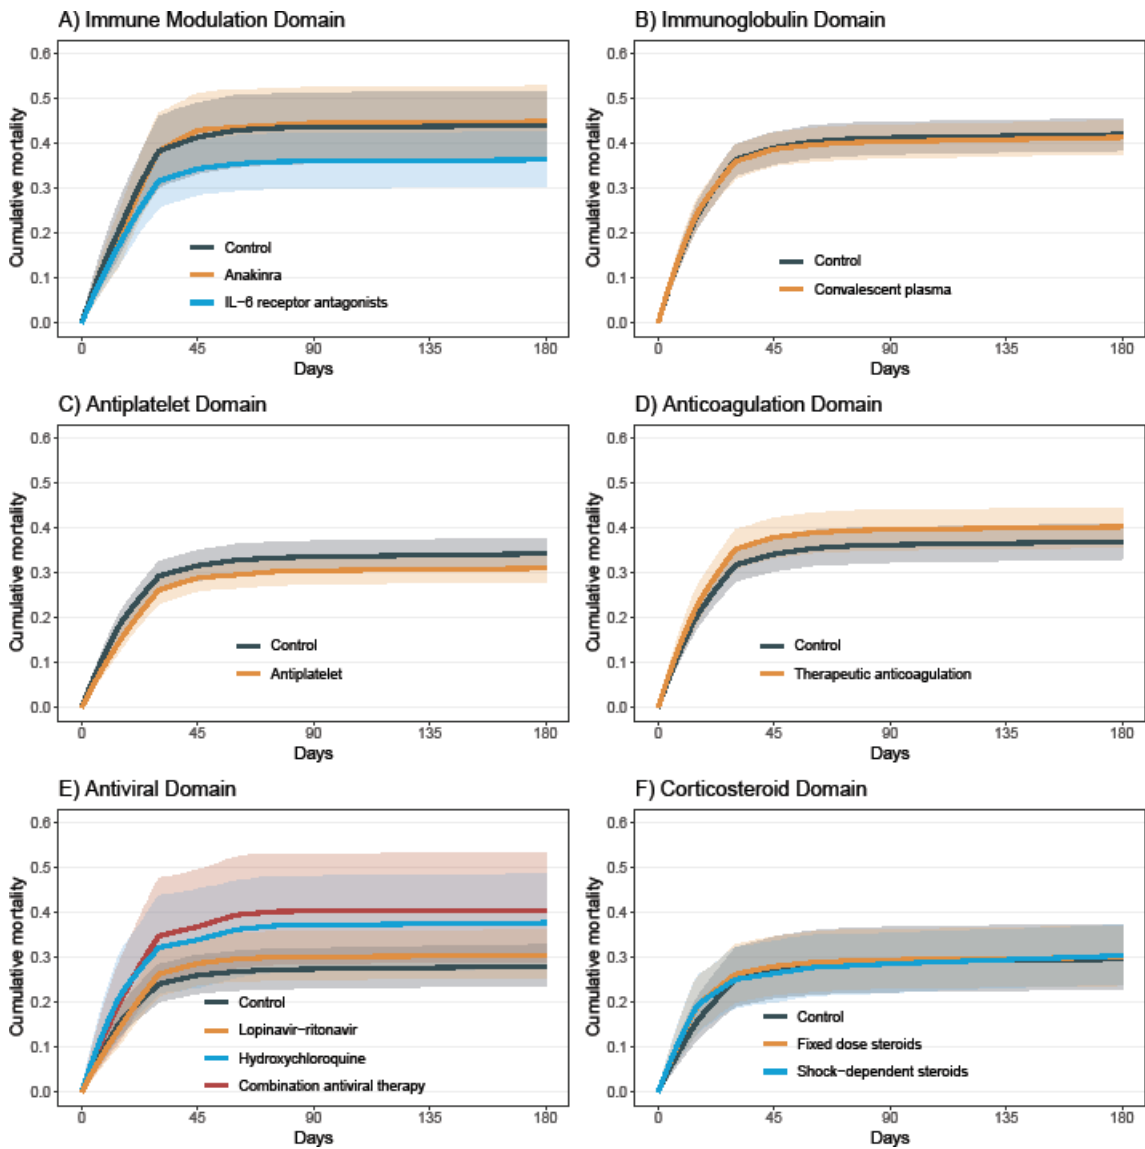 A) Immune Modulation Domain
Cumulative mortality
0.6
0.5
0.4
0.3
0.2
0.1
0.0
Control
Anakinra
IL-6 receptor antagonists
0 45 90 135 180
Days
B) Immunoglobulin Domain
Cumulative mortality
0.6
0.5
0.4
0.3
0.2
0.1
0.0
Control
Convalescent plasma
0 45 90 135 180
Days
C) Antiplatelet Domain
Cumulative mortality
0.6
0.5
0.4
0.3
0.2
0.1
0.0
Control
Antiplatelet
0 45 90 135 180
Days
D) Anticoagulation Domain
Cumulative mortality
0.6
0.5
0.4
0.3
0.2
0.1
0.0
Control
Therapeutic anticoagulation
0 45 90 135 180
Days
E) Antiviral Domain
Cumulative mortality
0.6
0.5
0.4
0.3
0.2
0.1
0.0
Control
Lopinavir-ritonavir
Hydroxychloroquine
Combination antiviral therapy
0 45 90 135 180
Days
F) Corticosteroid Domain
Cumulative mortality
0.6
0.5
0.4
0.3
0.2
0.1
0.0
Control
Fixed dose steroids
Shock-dependent steroids
0 45 90 135 180
Days